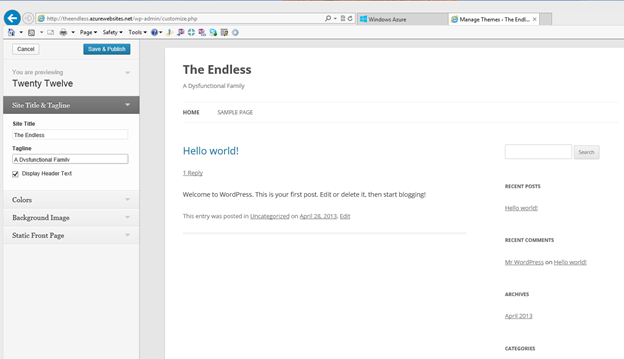 http://theendless.azurewebsites.net/wp-admin/customize.php
Windows Azure
Manage Themes - The Endl...
Page
Safety
Tools
Cancel
Save & Publish
You are previewing
Twenty Twelve
Site Title & Tagline
Site Title
The Endless
Tagline
A Dysfunctional Family
Display Header Text
Colors
Background Image
Static Front Page
The Endless
A Dysfunctional Family
HOME SAMPLE PAGE
Hello world!
1 Reply
Welcome to WordPress. This is your first post. Edit or delete it, then start blogging!
This entry was posted in Uncategorized on April 28, 2013. Edit
Search
RECENT POSTS
Hello world!
RECENT COMMENTS
Mr WordPress on Hello world!
ARCHIVES
April 2013
CATEGORIES